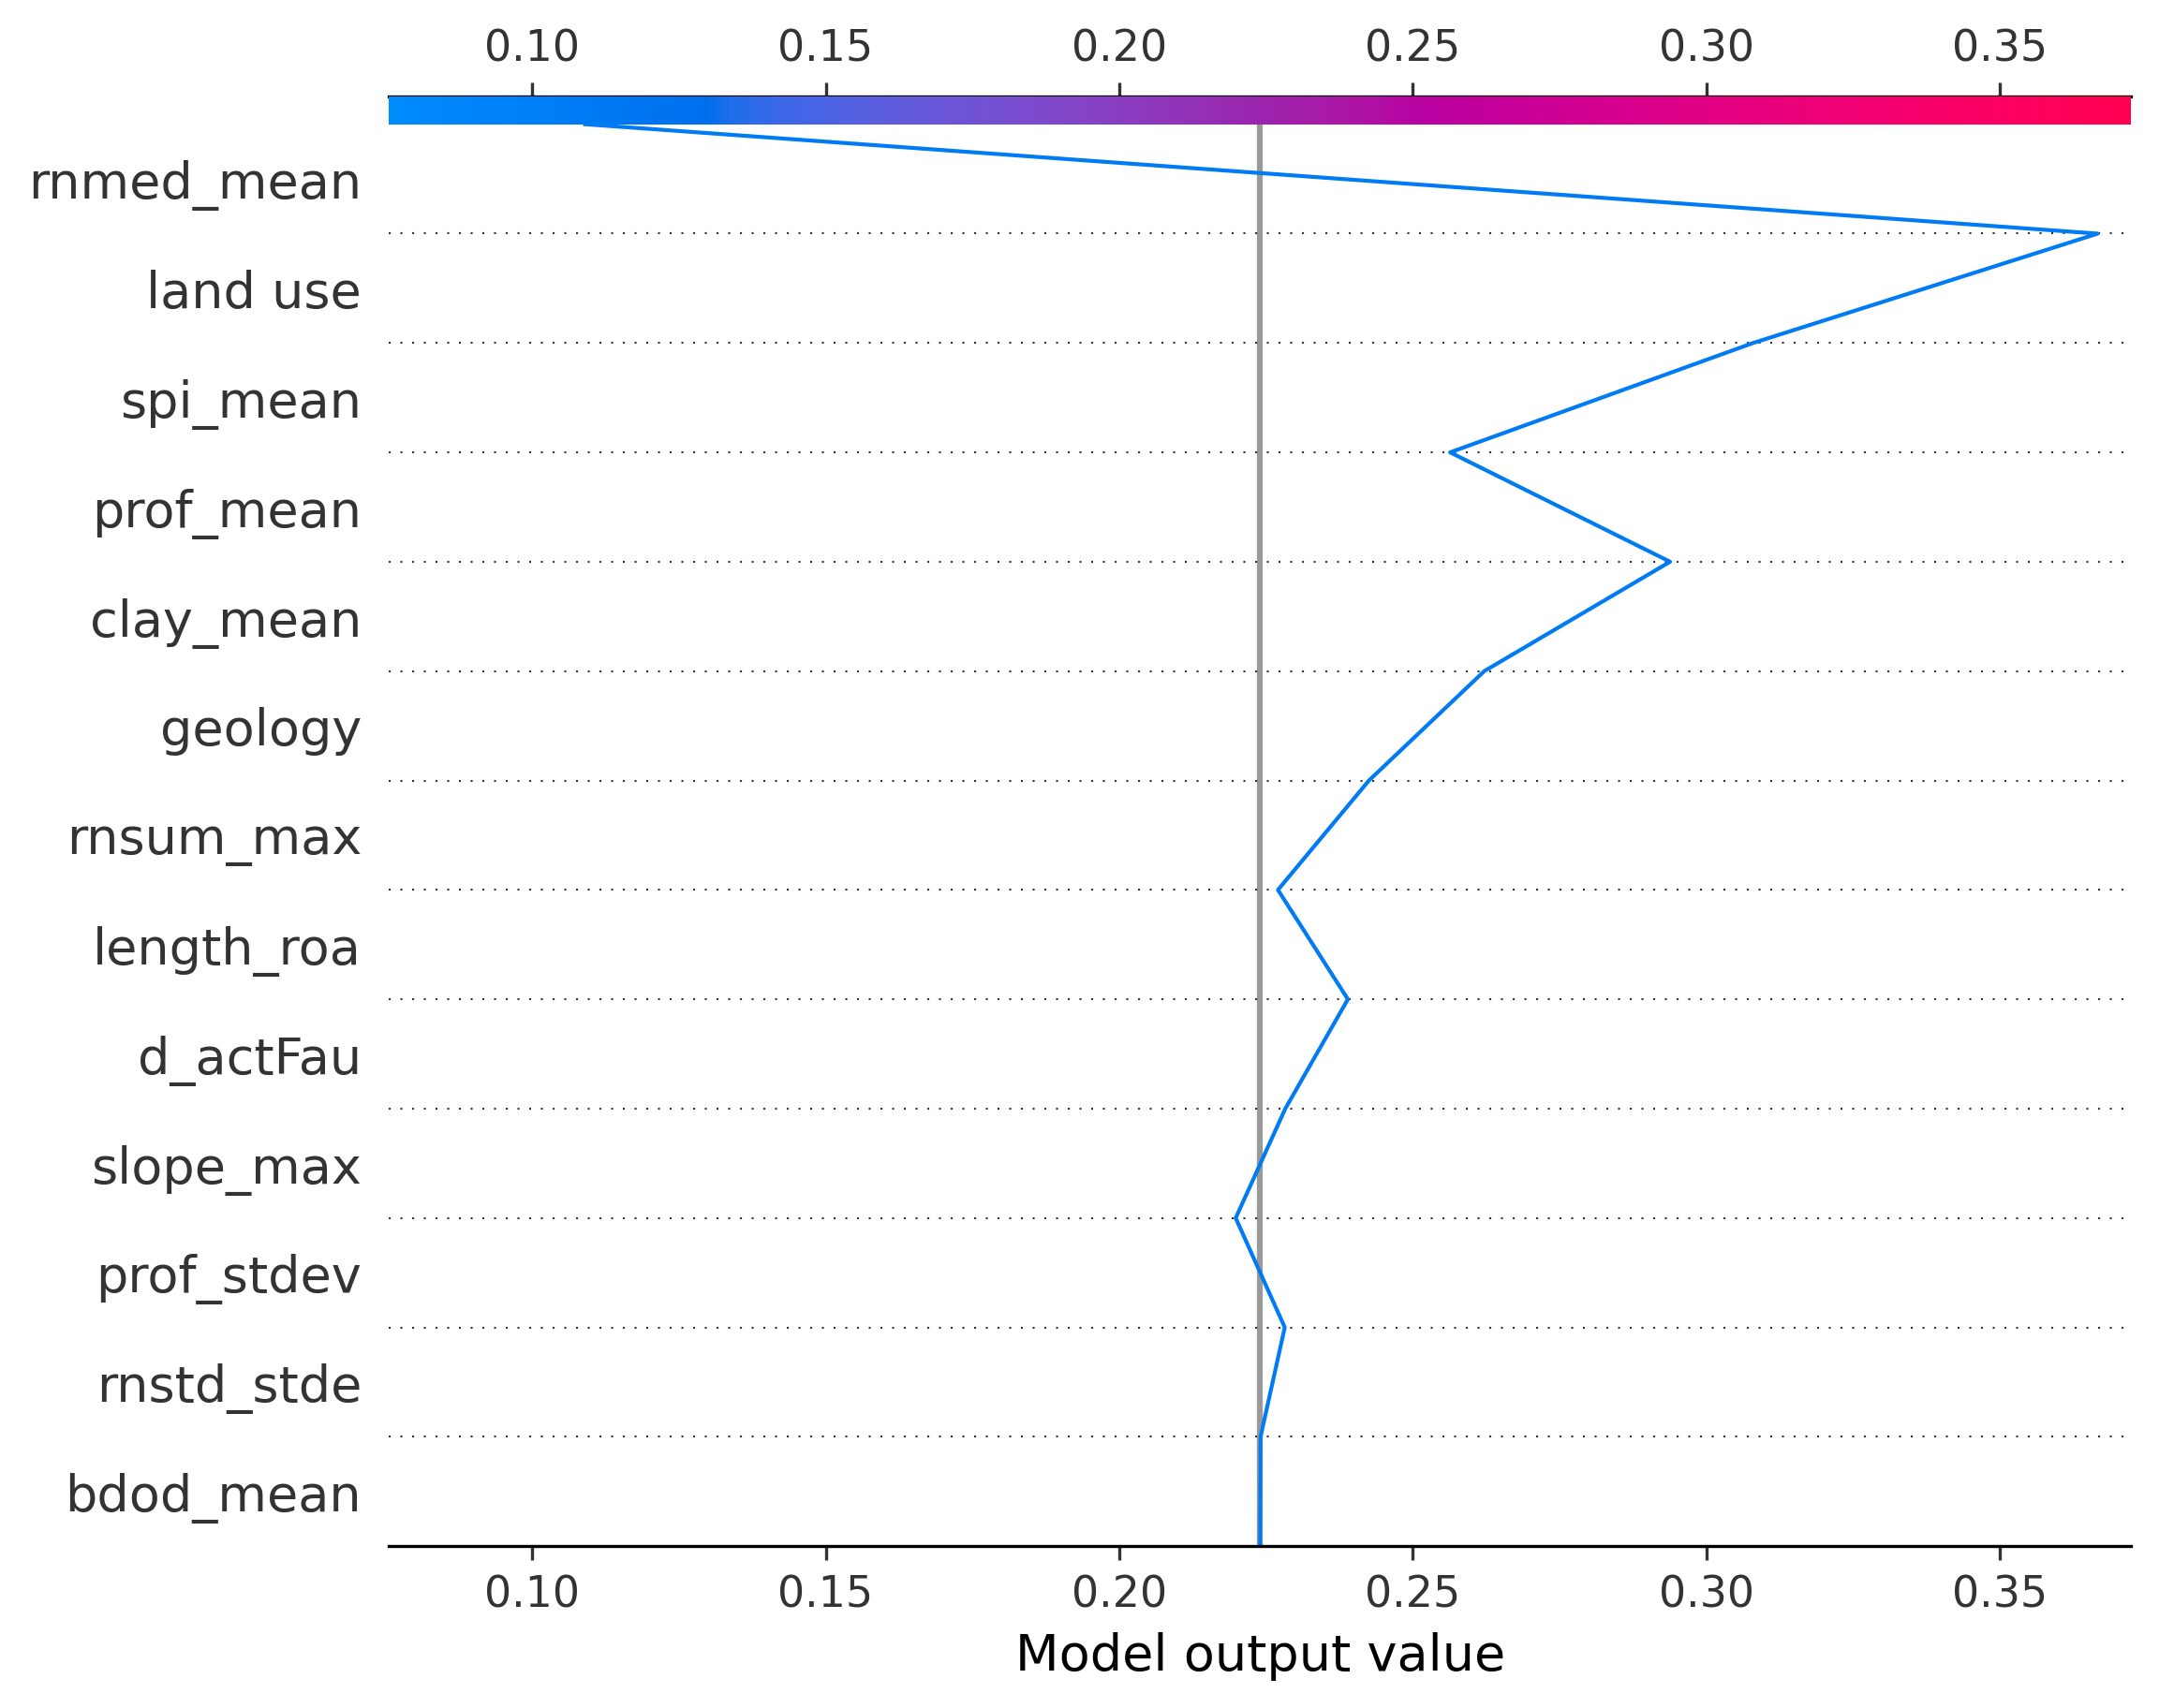 0.10 0.15 0.20 0.25 0.30 0.35
rnmed_mean
land use
spi_mean
prof_mean
clay_mean
geology
rnsum_max
length_roa
d_actFau
slope_max
prof_stdev
rnstd_stde
bdod_mean
0.10 0.15 0.20 0.25 0.30 0.35
Model output value